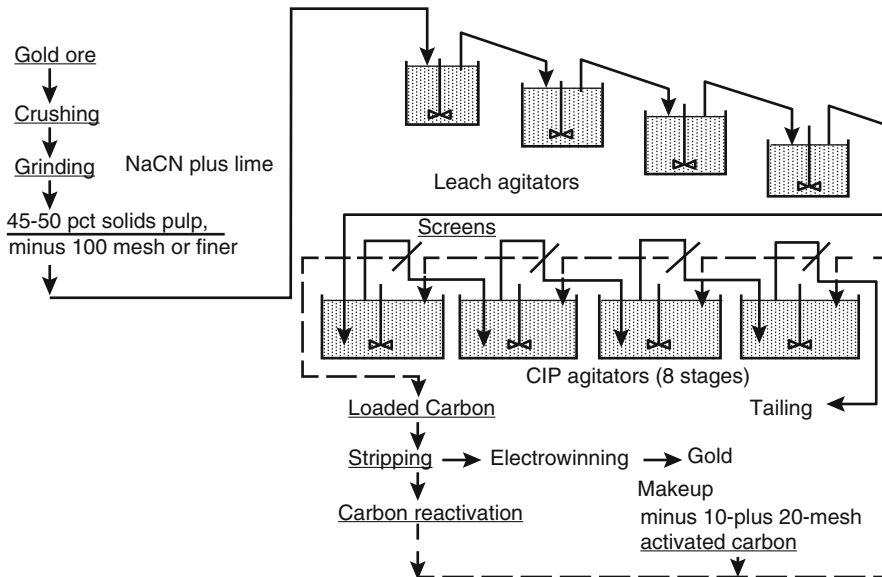 Gold ore
Crushing
Grinding
NaCN plus lime
45-50 pct solids pulp,
minus 100 mesh or finer
Leach agitators
Screens
CIP agitators (8 stages)
Loaded Carbon
Tailing
Stripping
Electrowinning
Gold
Carbon reactivation
Makeup
minus 10-plus 20-mesh
activated carbon